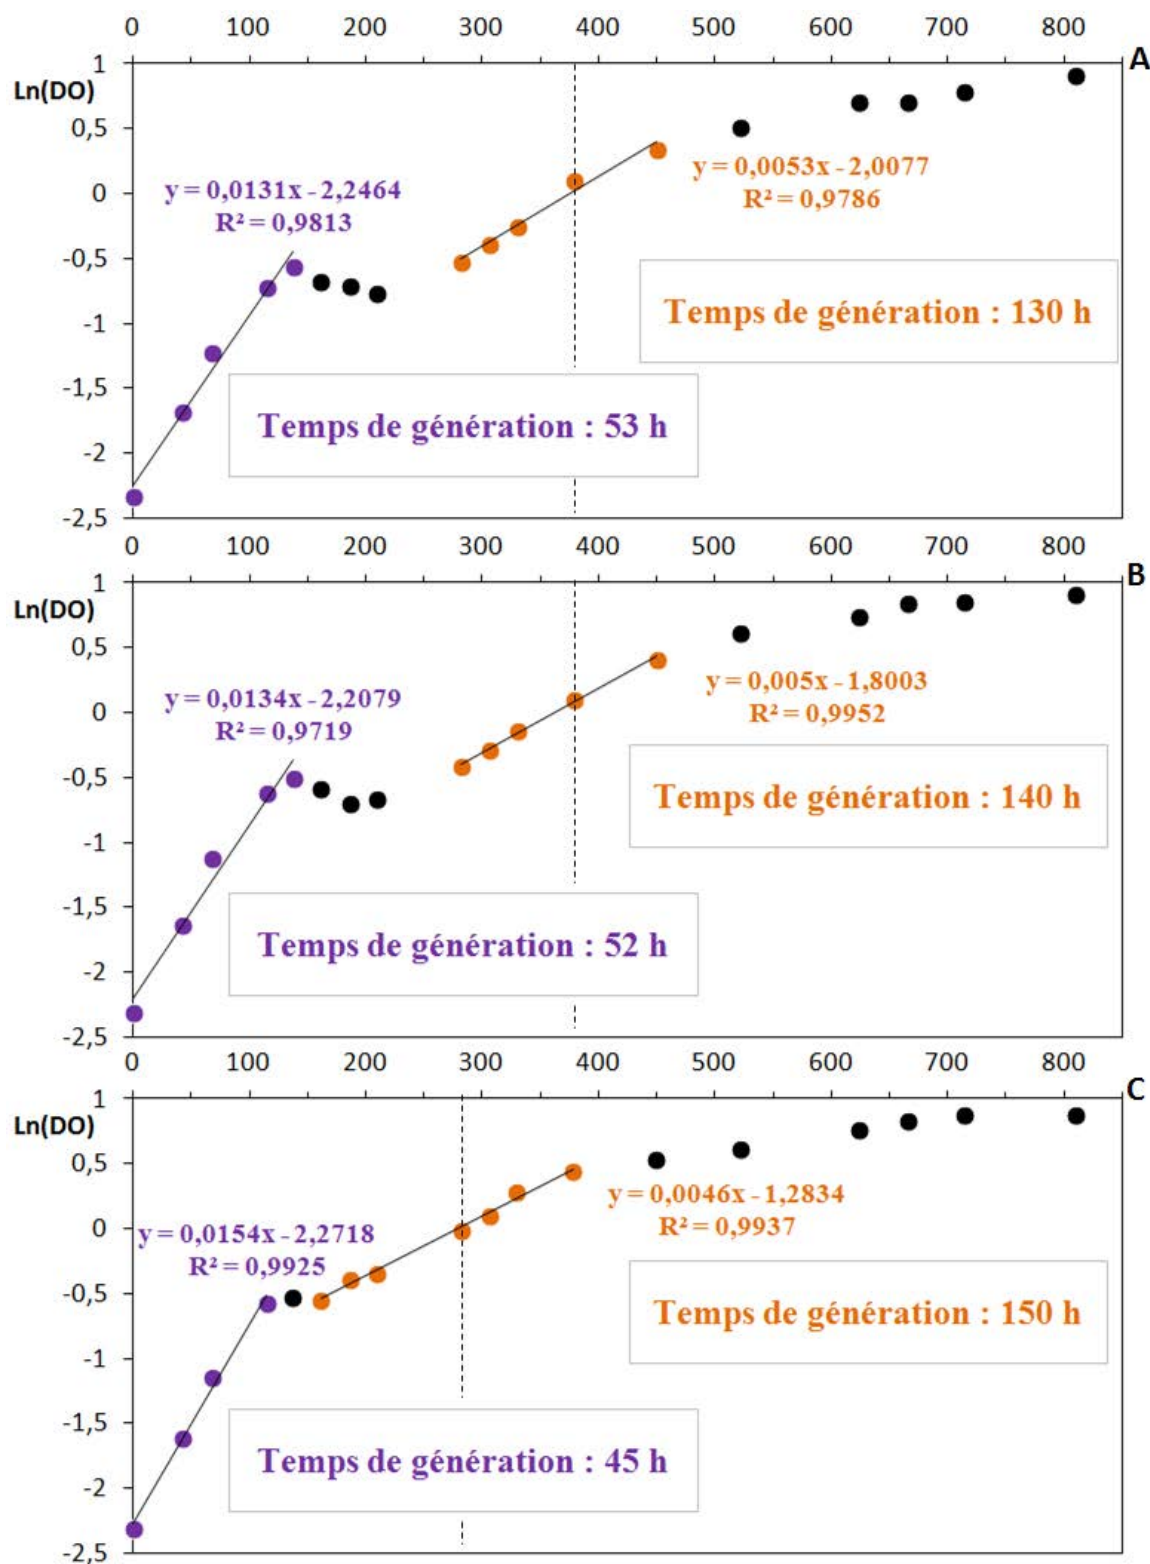 0 100 200 300 400 500 600 700 800
A
1
Ln(DO)
0,5
y = 0,0053x - 2,0077
R² = 0,9786
0
y = 0,0131x - 2,2464
R² = 0,9813
-0,5
Temps de génération : 130 h
-1
-1,5
Temps de génération : 53 h
-2
-2,5
0 100 200 300 400 500 600 700 800
B
1
Ln(DO)
0,5
y = 0,005x - 1,8003
R² = 0,9952
0
y = 0,0134x - 2,2079
R² = 0,9719
-0,5
Temps de génération : 140 h
-1
-1,5
Temps de génération : 52 h
-2
-2,5
0 100 200 300 400 500 600 700 800
C
1
Ln(DO)
0,5
y = 0,0046x - 1,2834
R² = 0,9937
0
y = 0,0154x - 2,2718
R² = 0,9925
-0,5
Temps de génération : 150 h
-1
-1,5
Temps de génération : 45 h
-2
-2,5